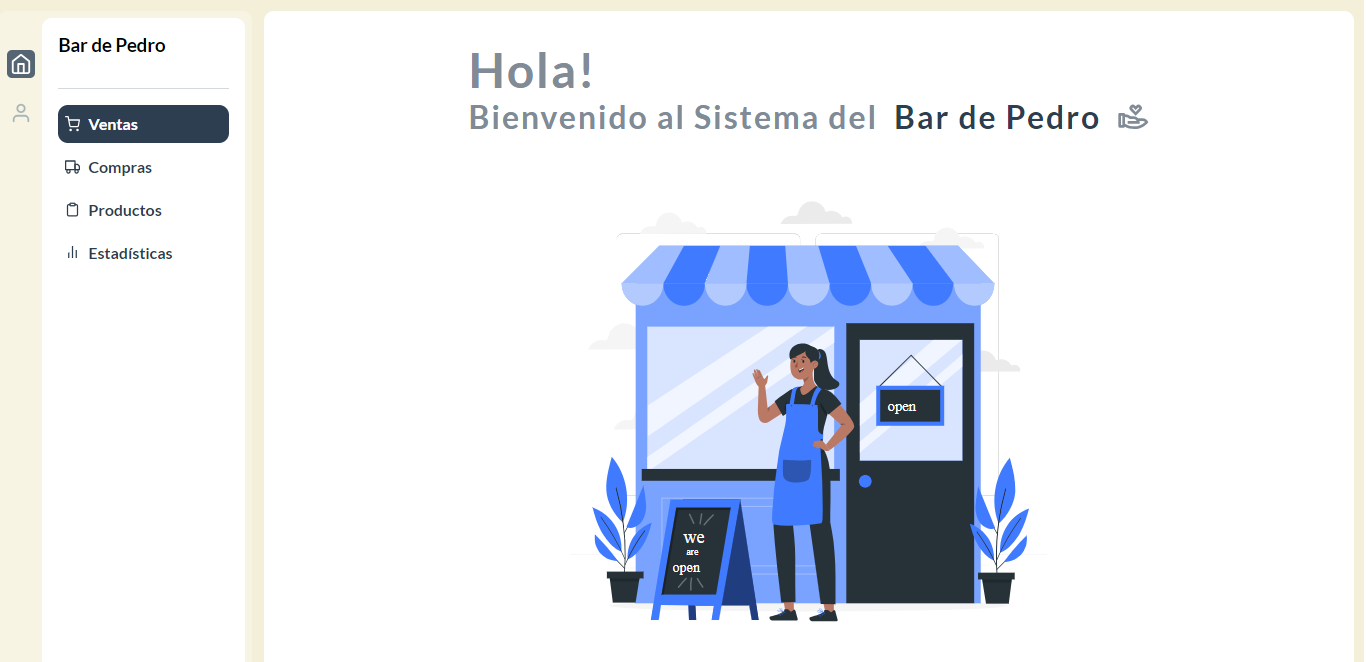 Bar de Pedro
Ventas
Compras
Productos
Estadísticas
Hola!
Bienvenido al Sistema del Bar de Pedro
open
we
are
open